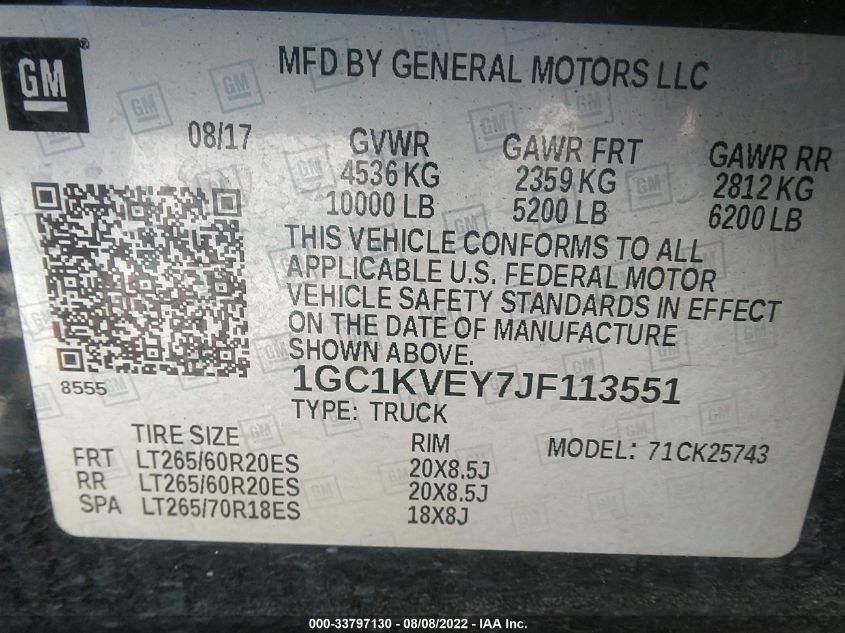 GM
MFD BY GENERAL MOTORS LLC
08/17 GVWR GAWR FRT GAWR RR
4536 KG 2359 KG 2812 KG
10000 LB 5200 LB 6200 LB
THIS VEHICLE CONFORMS TO ALL
APPLICABLE U.S. FEDERAL MOTOR
VEHICLE SAFETY STANDARDS IN EFFECT
ON THE DATE OF MANUFACTURE
SHOWN ABOVE.
8555
1GC1KVEY7JF113551
TYPE: TRUCK
TIRE SIZE RIM MODEL: 71CK25743
FRT LT265/60R20ES 20X8.5J
RR LT265/60R20ES 20X8.5J
SPA LT265/70R18ES 18X8J
000-33797130 - 08/08/2022 - IAA Inc.